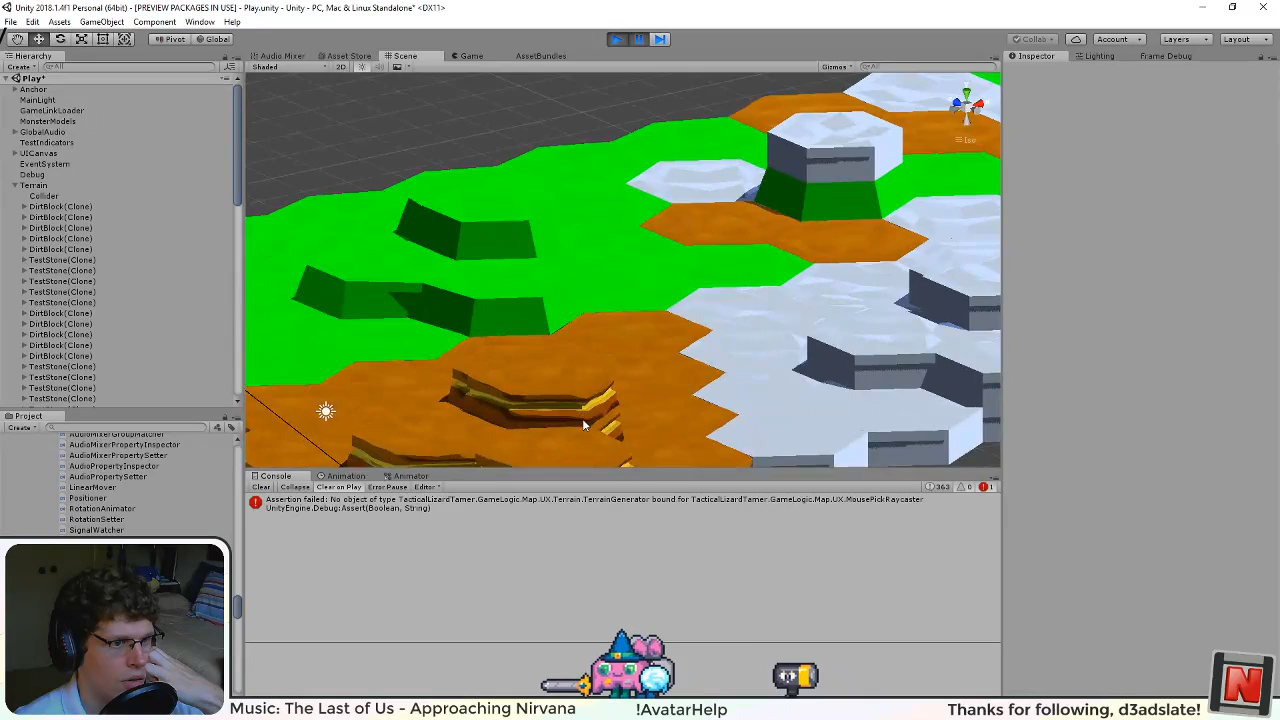 Unity 2018.1.4f1 Personal (64bit) - [PREVIEW PACKAGES IN USE] - Play.unity - Unity - PC, Mac & Linux Standalone* <DX11>
File Edit Assets GameObject Component Window Help
Pivot Global Collab Account Layers Layout
Hierarchy Audio Mixer Asset Store Scene Game AssetBundles Inspector Lighting Frame Debug
Create All Shaded 2D Gizmos All
Play*
Anchor
MainLight
GameLinkLoader
MonsterModels
GlobalAudio
TestIndicators
UICanvas
EventSystem
Debug
Terrain
Collider
DirtBlock(Clone)
DirtBlock(Clone)
DirtBlock(Clone)
DirtBlock(Clone)
DirtBlock(Clone)
TestStone(Clone)
TestStone(Clone)
TestStone(Clone)
TestStone(Clone)
TestStone(Clone)
DirtBlock(Clone)
DirtBlock(Clone)
DirtBlock(Clone)
DirtBlock(Clone)
DirtBlock(Clone)
TestStone(Clone)
TestStone(Clone)
TestStone(Clone)
TestStone(Clone)
Iso
Project
Create
AudioMixerGroupMatcher
AudioMixerPropertyInspector
AudioMixerPropertySetter
AudioPropertyInspector
AudioPropertySetter
LinearMover
Positioner
RotationAnimator
RotationSetter
SignalWatcher
Console Animation Animator
Clear Collapse Clear on Play Error Pause Editor 363 0 1
Assertion failed: No object of type TacticalLizardTamer.GameLogic.Map.UX.Terrain.TerrainGenerator bound for TacticalLizardTamer.GameLogic.Map.UX.MousePickRaycaster
UnityEngine.Debug:Assert(Boolean, String)
N
Music: The Last of Us - Approaching Nirvana !AvatarHelp Thanks for following, d3adslate!